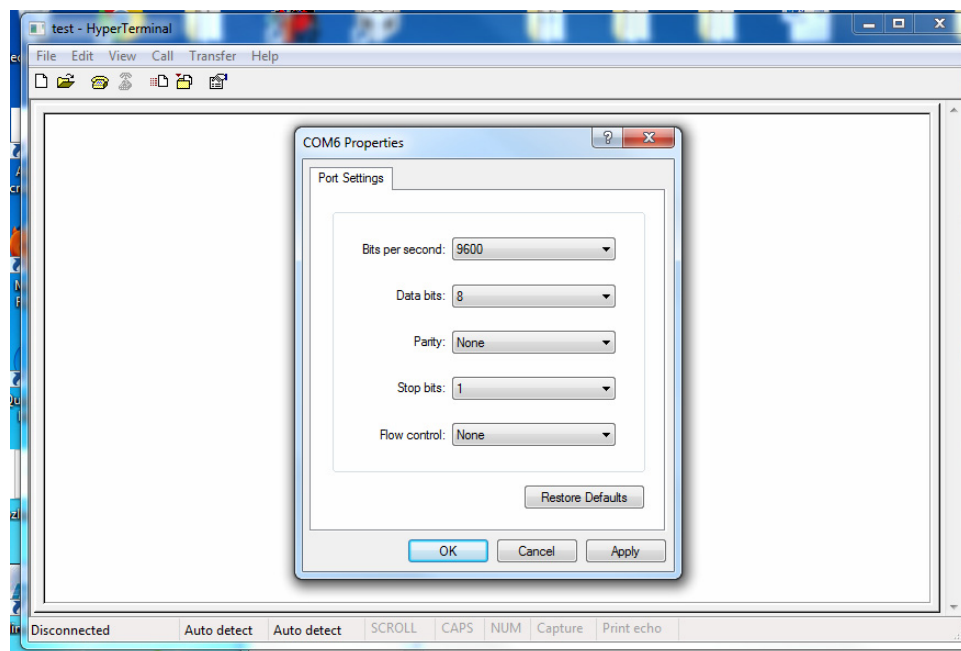 test - HyperTerminal
File Edit View Call Transfer Help
COM6 Properties
Port Settings
Bits per second: 9600
Data bits: 8
Parity: None
Stop bits: 1
Flow control: None
Restore Defaults
OK Cancel Apply
Disconnected Auto detect Auto detect SCROLL CAPS NUM Capture Print echo